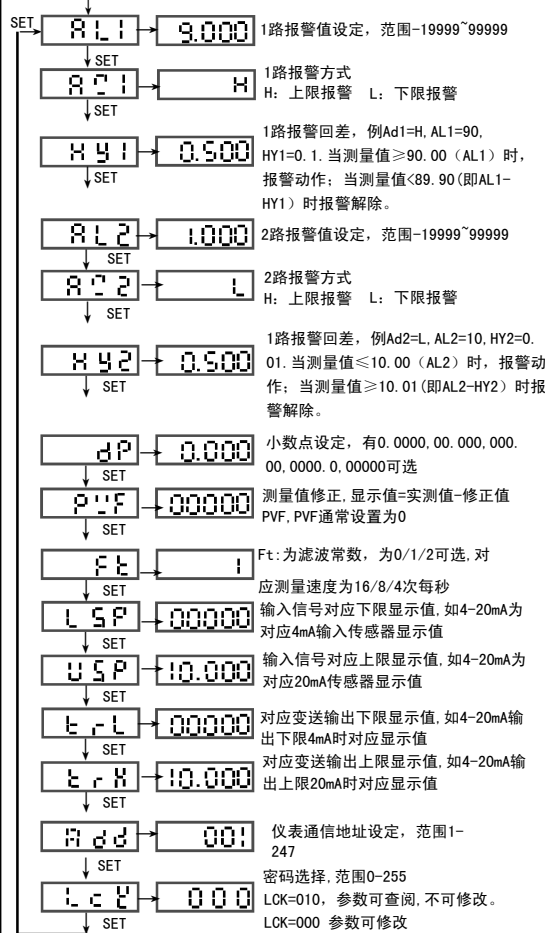 SET
AL1 9.000 1路报警值设定, 范围-19999~99999
SET
AD1 H 1路报警方式
H: 上限报警 L: 下限报警
SET
HY1 0.500 1路报警回差, 例Ad1=H,AL1=90,
HY1=0.1.当测量值≥90.00(AL1)时,
报警动作; 当测量值<89.90(即AL1-
HY1)时报警解除。
SET
AL2 1.000 2路报警值设定, 范围-19999~99999
SET
AD2 L 2路报警方式
H: 上限报警 L: 下限报警
SET
HY2 0.500 1路报警回差, 例Ad2=L,AL2=10,HY2=0.
01.当测量值≤10.00(AL2)时, 报警动
作; 当测量值≥10.01(即AL2-HY2)时报
警解除。
SET
dP 0.000 小数点设定, 有0.0000,00.000,000.
00,0000.0,00000可选
SET
PVF 00000 测量值修正,显示值=实测值-修正值
PVF,PVF通常设置为0
SET
Ft 1 Ft:为滤波常数, 为0/1/2可选,对
应测量速度为16/8/4次每秒
SET
LSP 00000 输入信号对应下限显示值,如4-20mA为
对应4mA输入传感器显示值
SET
USP 10.000 输入信号对应上限显示值,如4-20mA为
对应20mA传感器显示值
SET
trL 00000 对应变送输出下限显示值,如4-20mA输
出下限4mA时对应显示值
SET
trH 10.000 对应变送输出上限显示值,如4-20mA输
出上限20mA时对应显示值
SET
Add 001 仪表通信地址设定, 范围1-
247
SET
LcK 000 密码选择,范围0-255
LCK=010, 参数可查阅,不可修改。
SET LCK=000 参数可修改